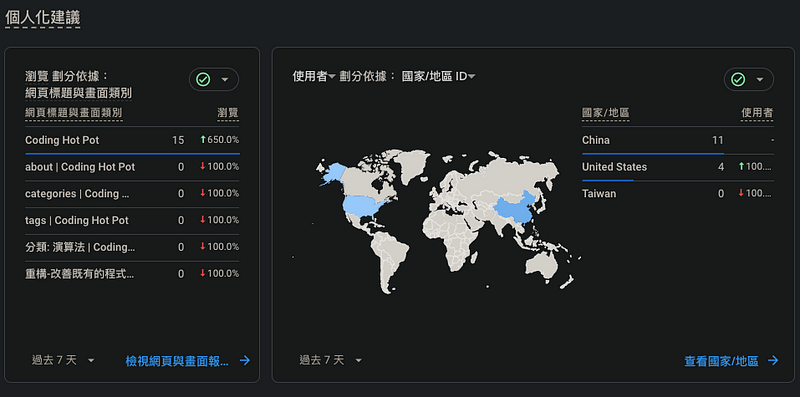 個人化建議
瀏覽 劃分依據：
網頁標題與畫面類別
網頁標題與畫面類別 瀏覽
Coding Hot Pot 15 ↑650.0%
about | Coding Hot Pot 0 ↓100.0%
categories | Coding ... 0 ↓100.0%
tags | Coding Hot Pot 0 ↓100.0%
分類: 演算法 | Coding... 0 ↓100.0%
重構-改善既有的程式... 0 ↓100.0%
過去 7 天 檢視網頁與畫面報... →
使用者 劃分依據： 國家/地區 ID
國家/地區 使用者
China 11 -
United States 4 ↑100....
Taiwan 0 ↓100....
過去 7 天 查看國家/地區 →